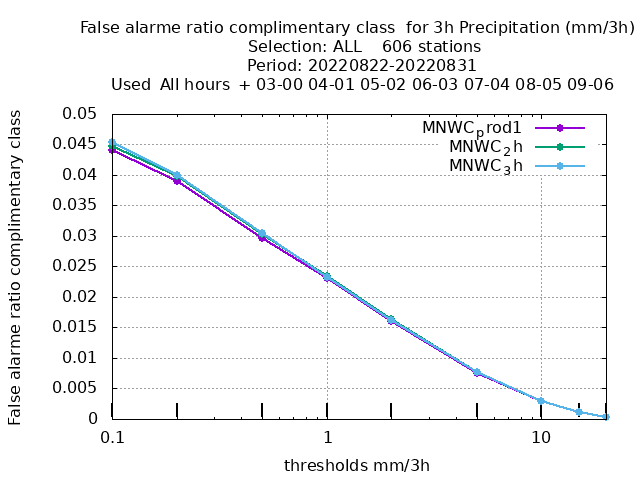 False alarme ratio complimentary class  for 3h Precipitation (mm/3h)
Selection: ALL    606 stations
Period: 20220822-20220831
Used  All hours  + 03-00 04-01 05-02 06-03 07-04 08-05 09-06
False alarme ratio complimentary class
0.05
0.045
0.04
0.035
0.03
0.025
0.02
0.015
0.01
0.005
0
MNWCprod1
MNWC2h
MNWC3h
0.1 1 10
thresholds mm/3h